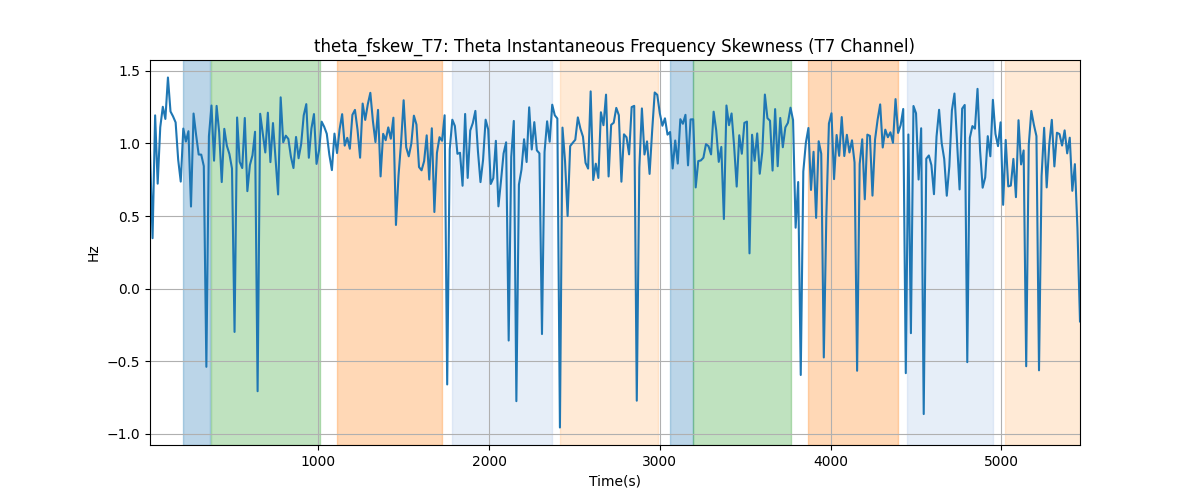 theta_fskew_T7: Theta Instantaneous Frequency Skewness (T7 Channel)
1.5
1.0
0.5
0.0
−0.5
−1.0
Hz
1000 2000 3000 4000 5000
Time(s)